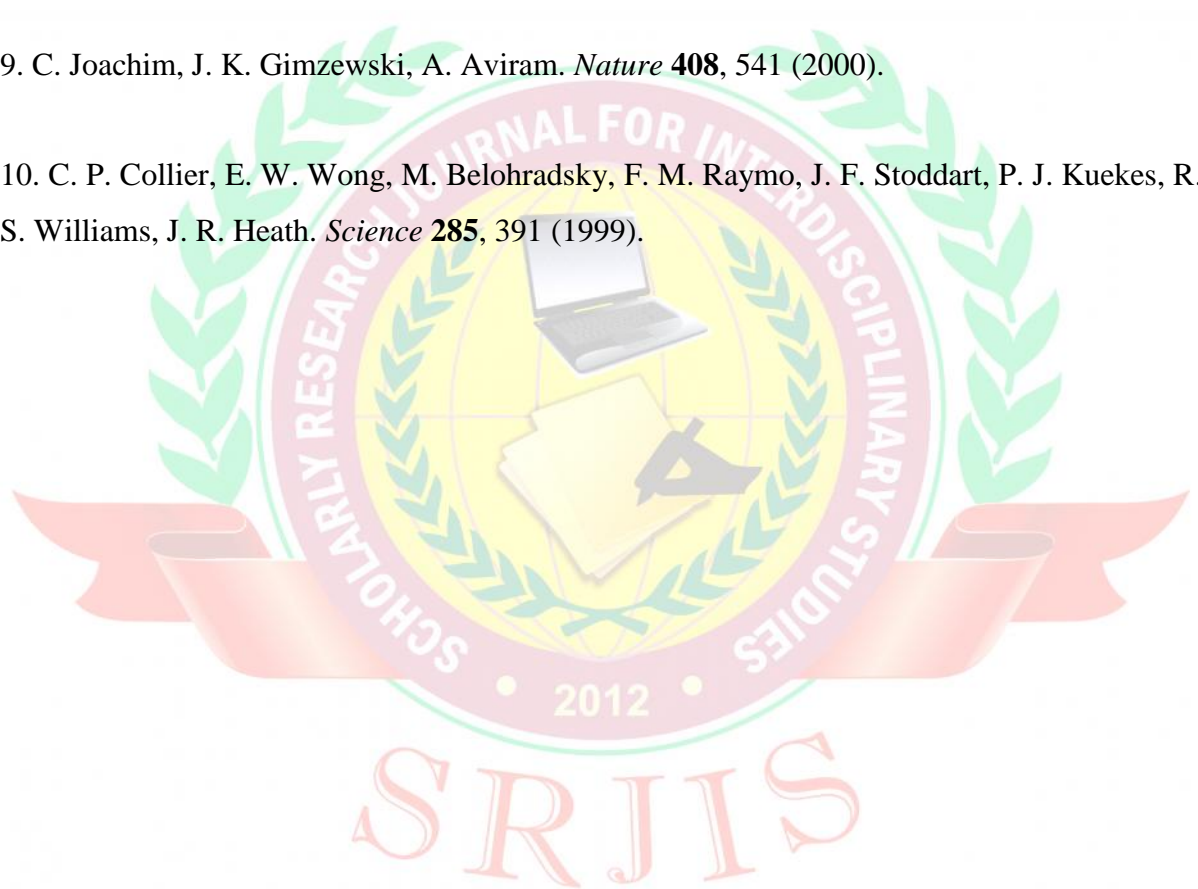 9. C. Joachim, J. K. Gimzewski, A. Aviram. Nature 408, 541 (2000).
10. C. P. Collier, E. W. Wong, M. Belohradsky, F. M. Raymo, J. F. Stoddart, P. J. Kuekes, R.
S. Williams, J. R. Heath. Science 285, 391 (1999).
SCHOLARLY RESEARCH JOURNAL FOR INTERDISCIPLINARY STUDIES
• 2012 •
SRJIS